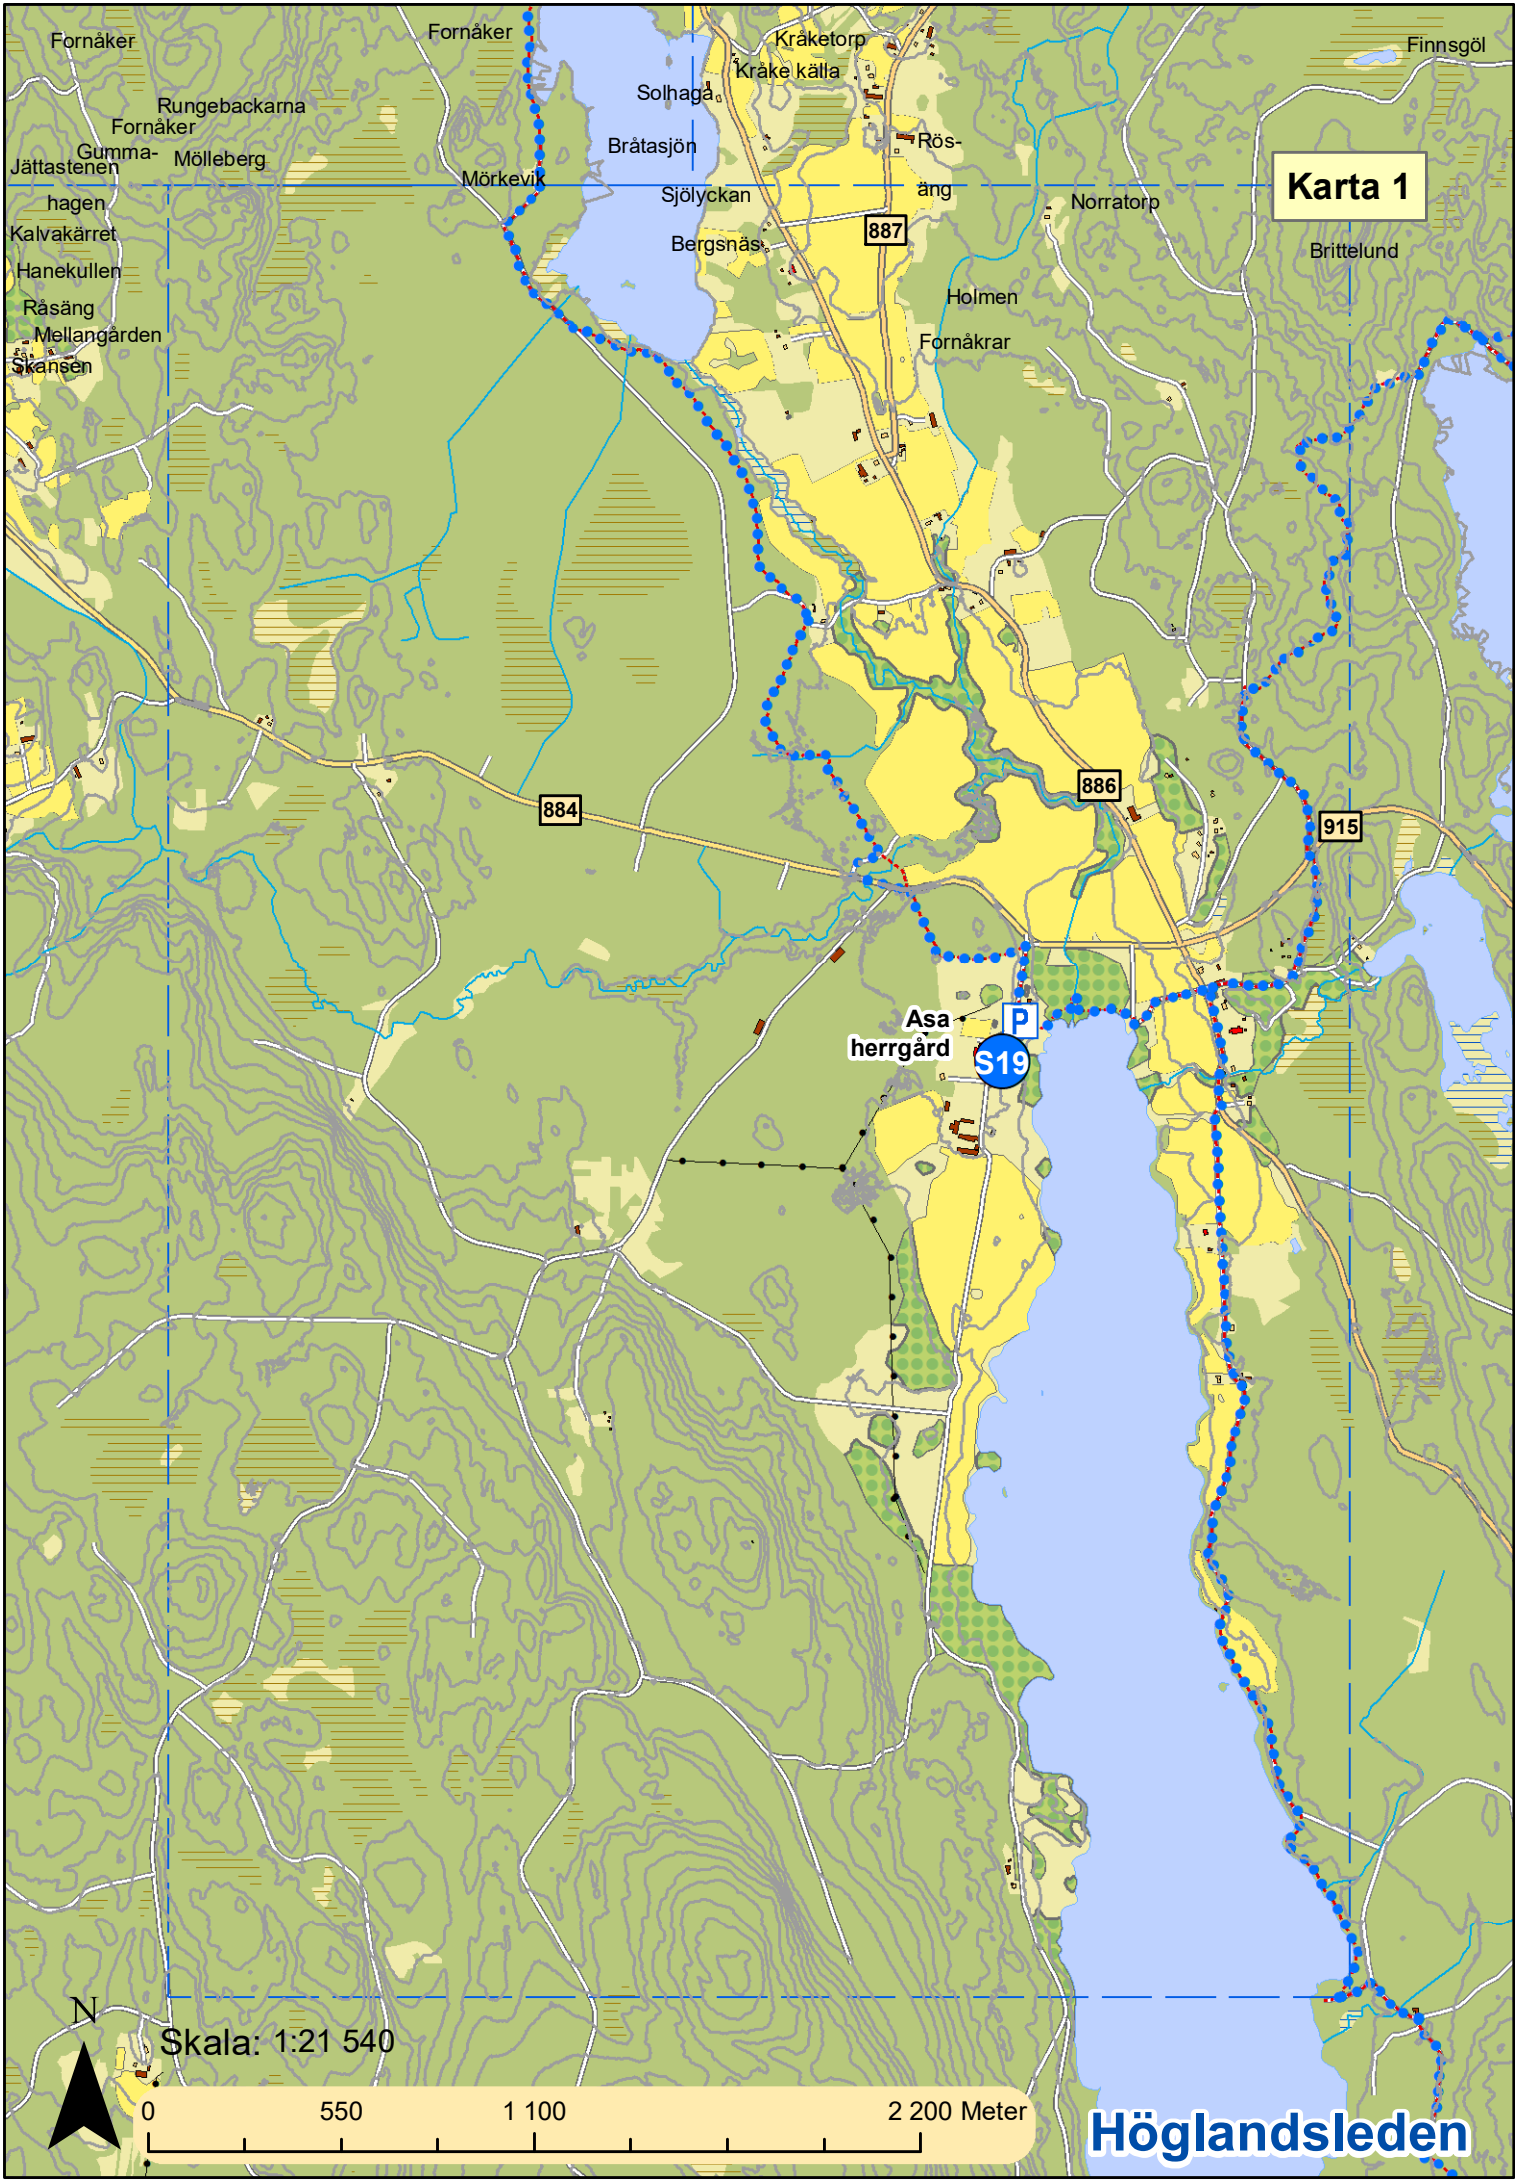 Fornåker
Fornåker
Kråketorp
Finnsgöl
Kråke källa
Solhaga
Rungebackarna
Fornåker
Bråtasjön
Rös-
äng
Gumma-
hagen
Mölleberg
Jättastenen
Mörkevik
Sjölyckan
Karta 1
Norratorp
Kalvakärret
887
Bergsnäs
Brittelund
Hanekullen
Holmen
Råsäng
Mellangården
Fornåkrar
Skansen
886
884
915
Asa
herrgård
P
S19
N
Skala: 1:21 540
0 550 1 100 2 200 Meter
Höglandsleden